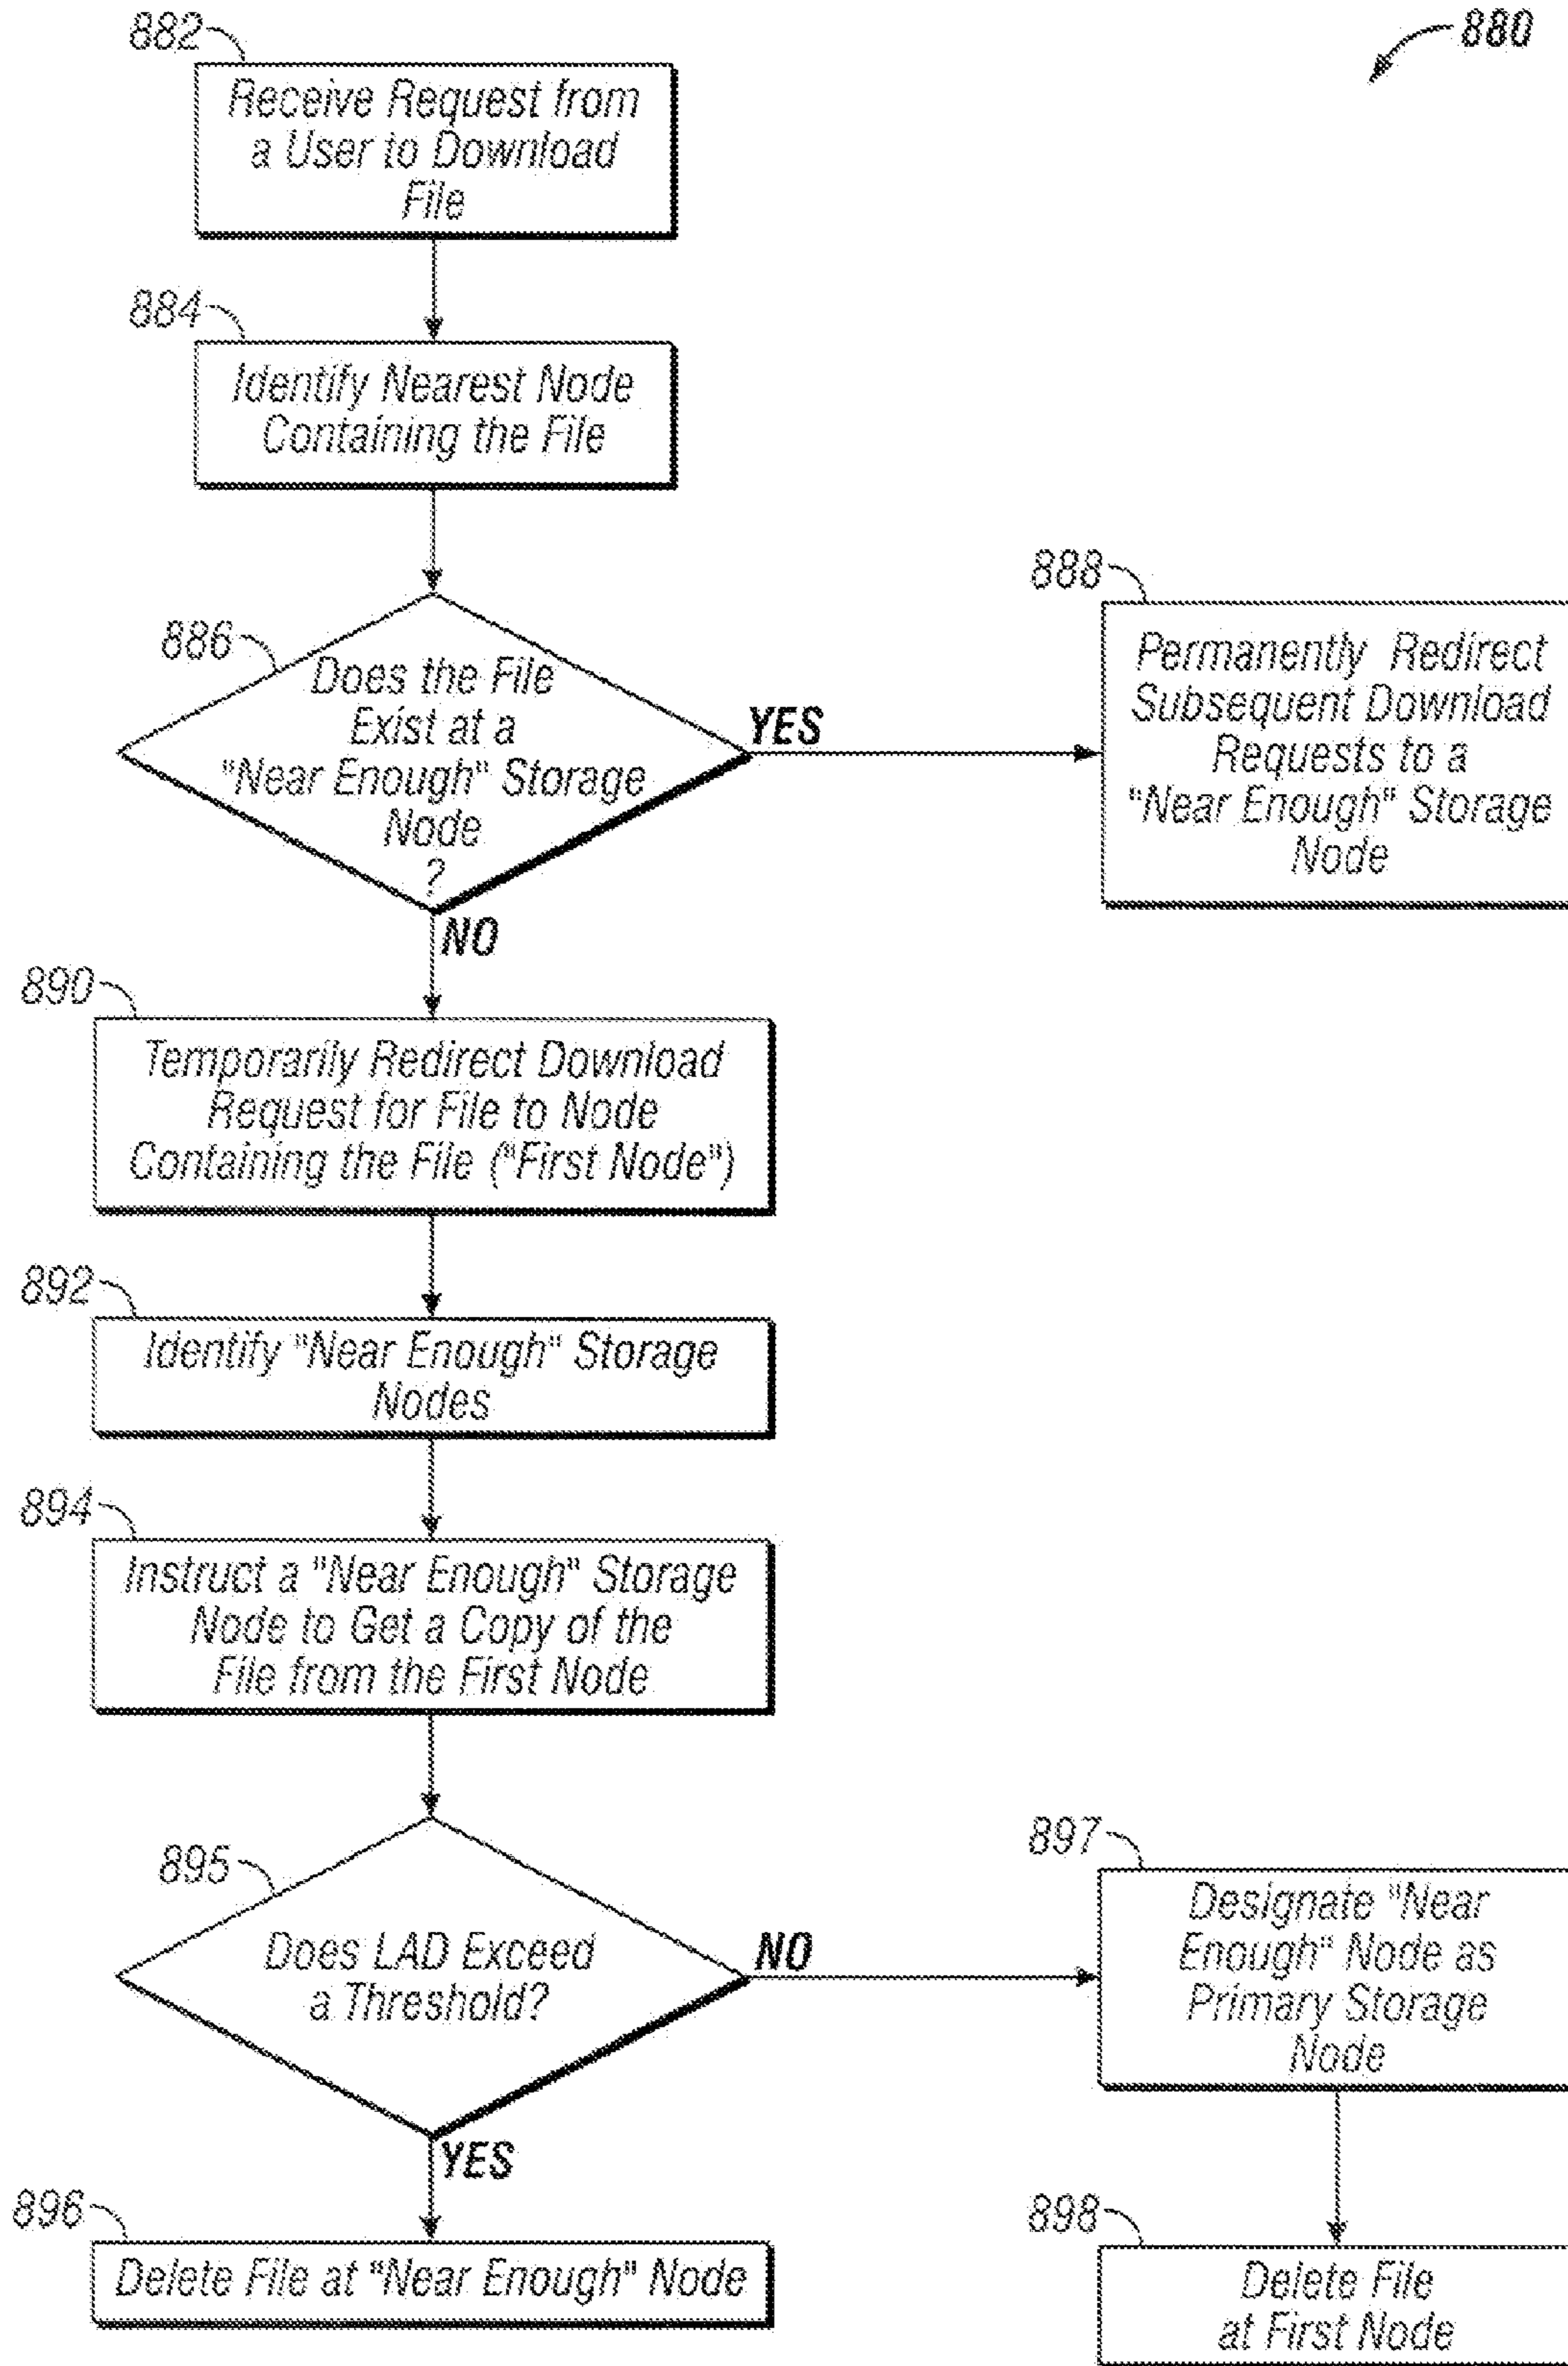 880
882
Receive Request from
a User to Download
File
884
Identify Nearest Node
Containing the File
886
Does the File
Exist at a
"Near Enough" Storage
Node
?
YES
888
Permanently Redirect
Subsequent Download
Requests to a
"Near Enough" Storage
Node
NO
890
Temporarily Redirect Download
Request for File to Node
Containing the File ("First Node")
892
Identify "Near Enough" Storage
Nodes
894
Instruct a "Near Enough" Storage
Node to Get a Copy of the
File from the First Node
895
Does LAD Exceed
a Threshold?
NO
897
Designate "Near
Enough" Node as
Primary Storage
Node
YES
896
Delete File at "Near Enough" Node
898
Delete File
at First Node